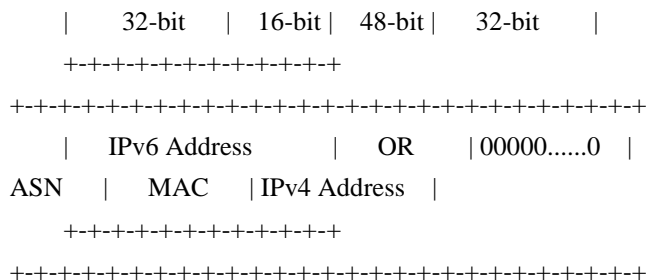 | 32-bit | 16-bit | 48-bit | 32-bit |
+-+-+-+-+-+-+-+-+-+-+-+-+
+-+-+-+-+-+-+-+-+-+-+-+-+-+-+-+-+-+-+-+-+-+-+-+-+-+-+-+
| IPv6 Address | OR | 00000......0 |
ASN | MAC | IPv4 Address |
+-+-+-+-+-+-+-+-+-+-+-+-+
+-+-+-+-+-+-+-+-+-+-+-+-+-+-+-+-+-+-+-+-+-+-+-+-+-+-+-+